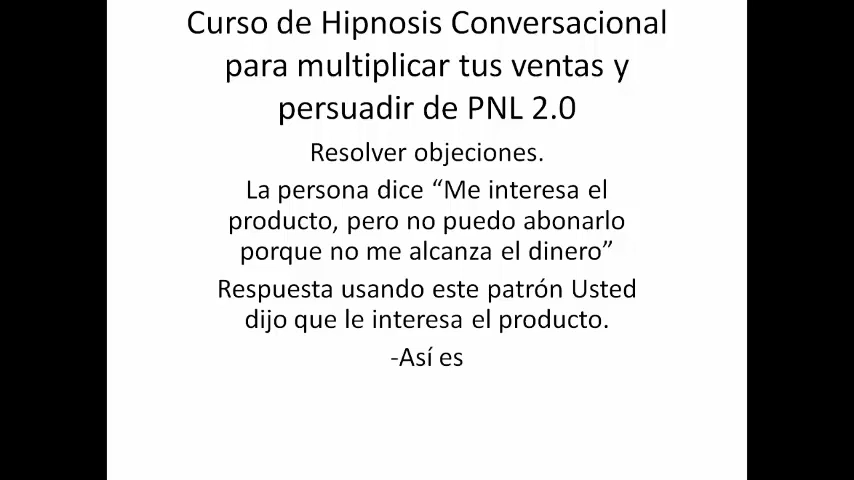 Curso de Hipnosis Conversacional
para multiplicar tus ventas y
persuadir de PNL 2.0
Resolver objeciones.
La persona dice “Me interesa el
producto, pero no puedo abonarlo
porque no me alcanza el dinero”
Respuesta usando este patrón Usted
dijo que le interesa el producto.
-Así es